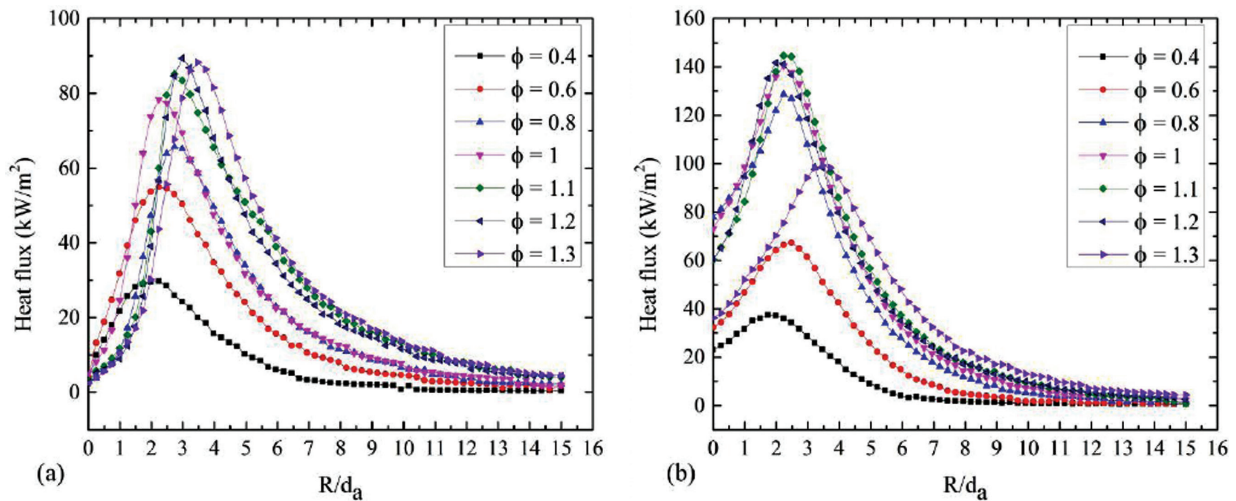 100
80
60
40
20
0
Heat flux (kW/m²)
0 1 2 3 4 5 6 7 8 9 10 11 12 13 14 15 16
R/dₐ
(a)
ϕ = 0.4
ϕ = 0.6
ϕ = 0.8
ϕ = 1
ϕ = 1.1
ϕ = 1.2
ϕ = 1.3
160
140
120
100
80
60
40
20
0
Heat flux (kW/m²)
0 1 2 3 4 5 6 7 8 9 10 11 12 13 14 15 16
R/dₐ
(b)
ϕ = 0.4
ϕ = 0.6
ϕ = 0.8
ϕ = 1
ϕ = 1.1
ϕ = 1.2
ϕ = 1.3